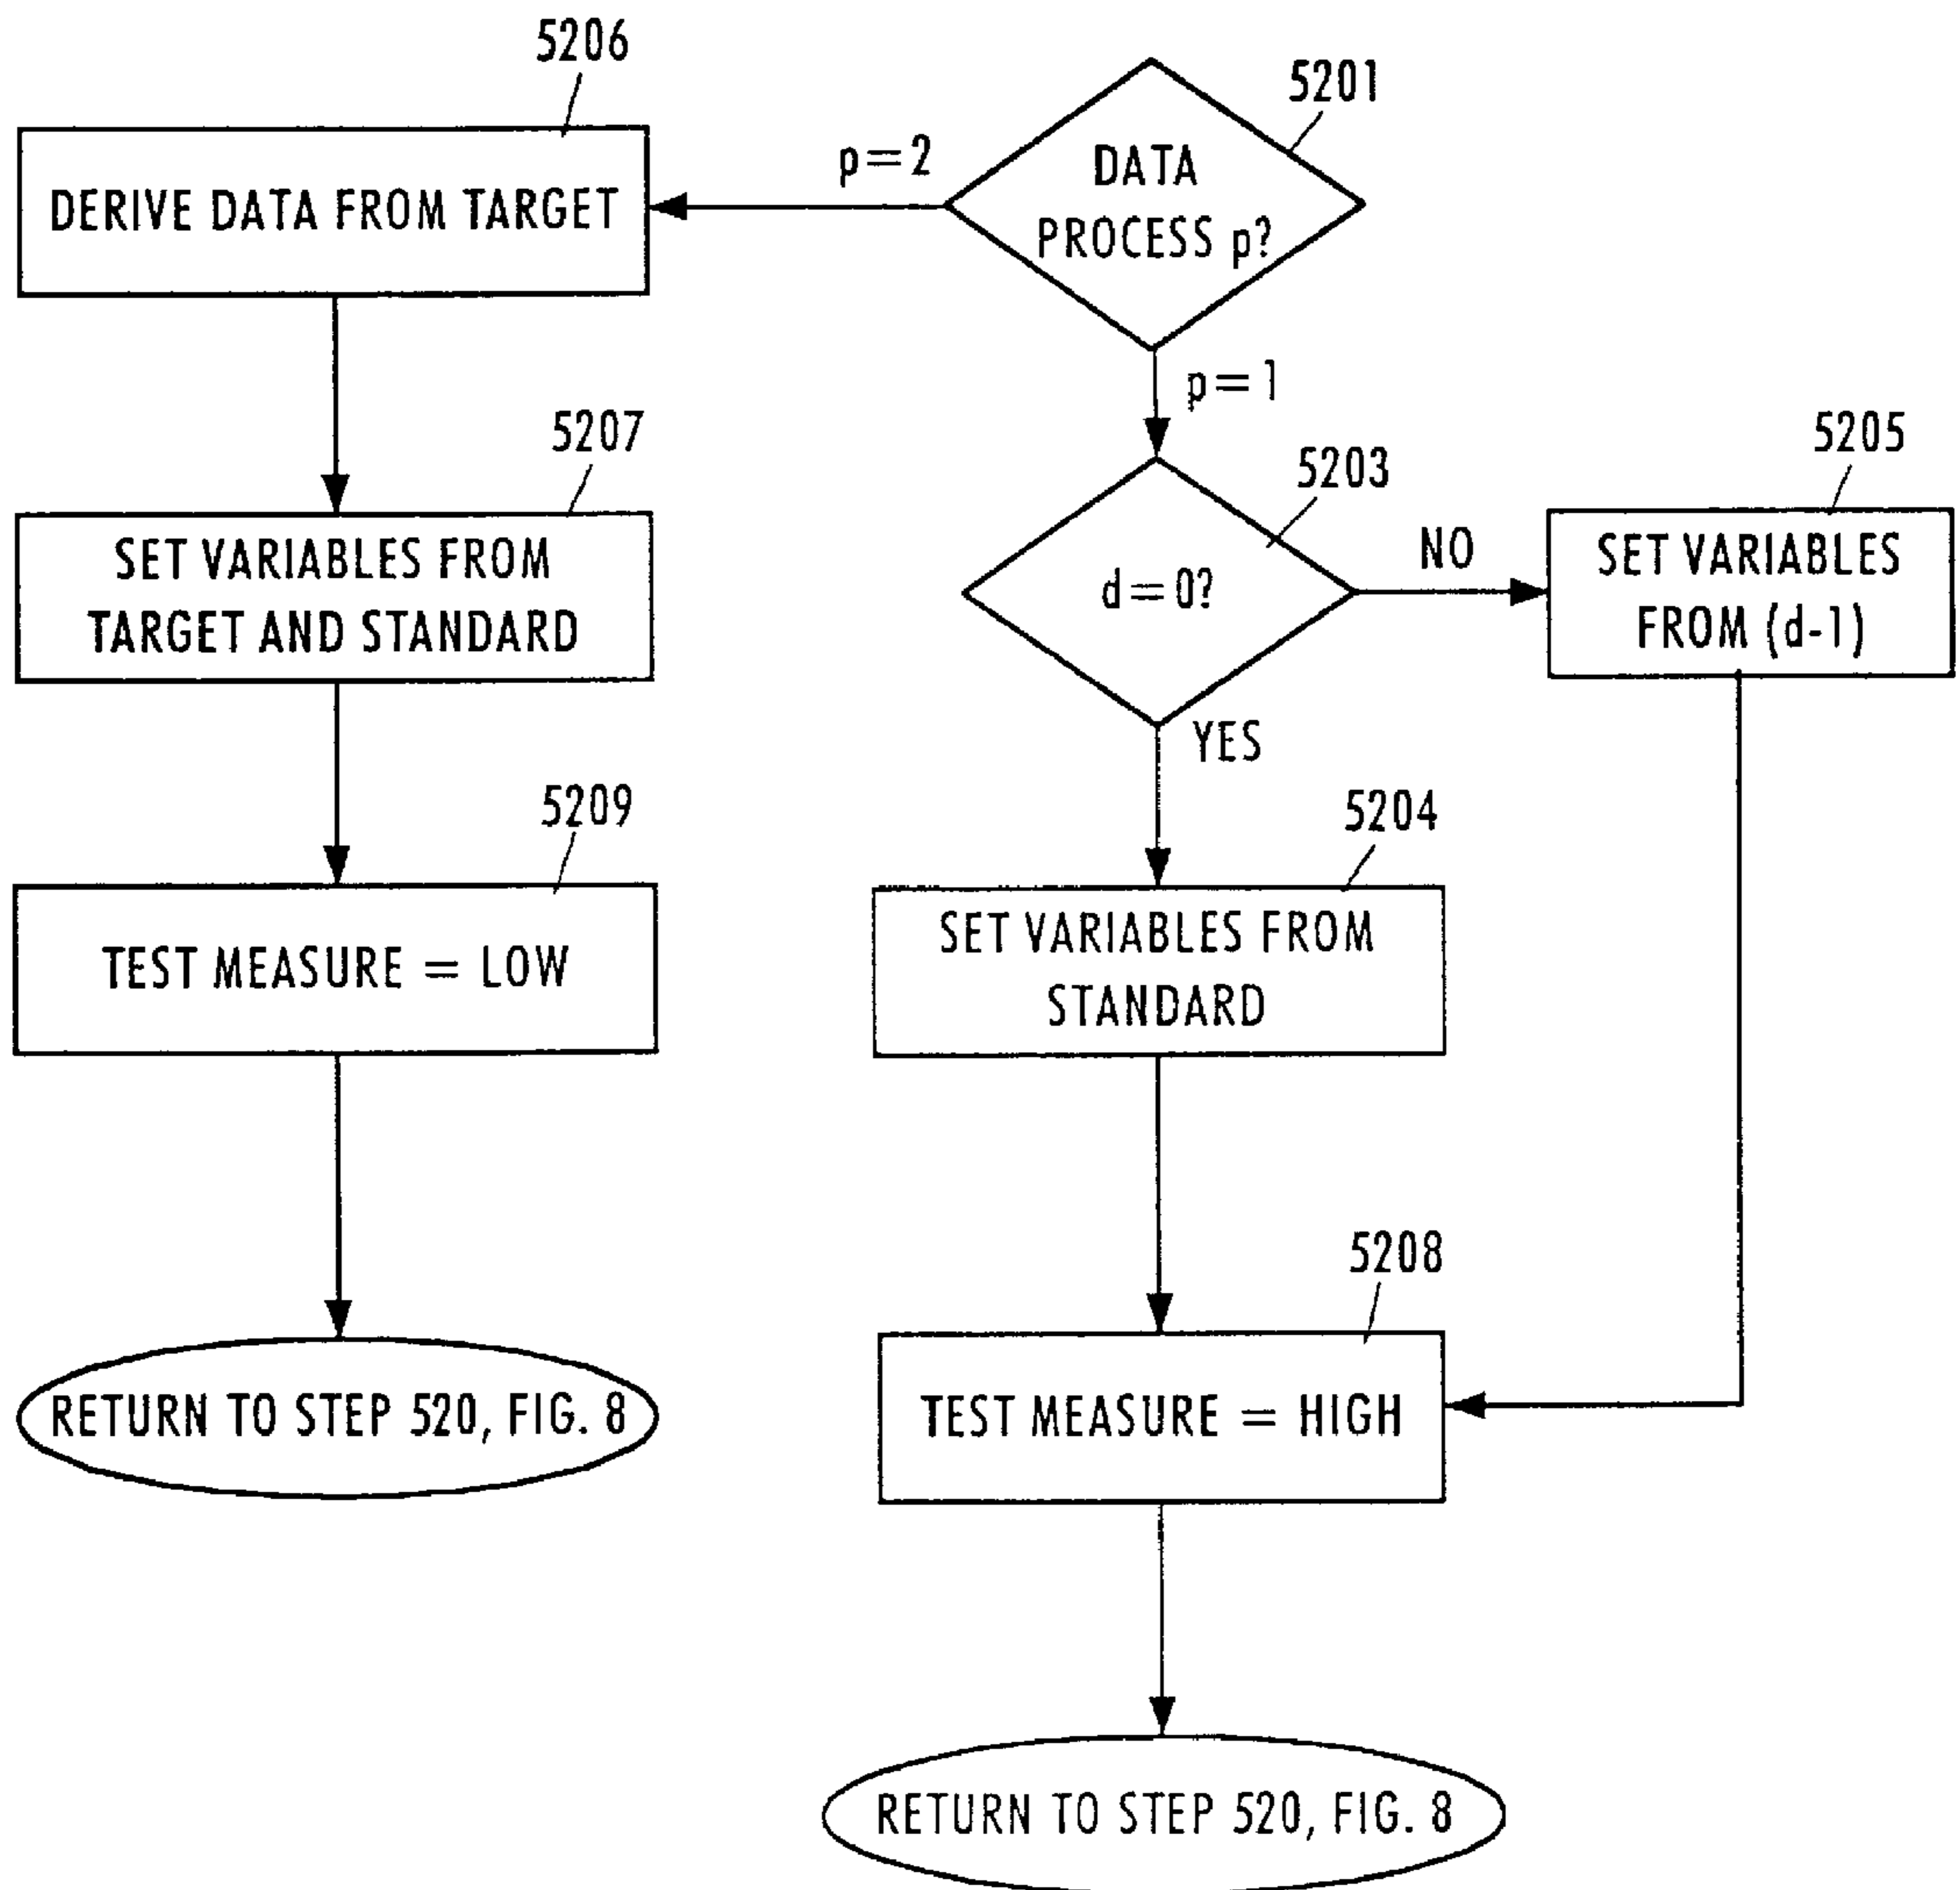 5206
5201
DATA
PROCESS p?
p=2
DERIVE DATA FROM TARGET
p=1
5207
5203
5205
SET VARIABLES FROM
TARGET AND STANDARD
d=0?
NO
SET VARIABLES
FROM (d-1)
YES
5209
5204
TEST MEASURE = LOW
SET VARIABLES FROM
STANDARD
5208
RETURN TO STEP 520, FIG. 8
TEST MEASURE = HIGH
RETURN TO STEP 520, FIG. 8